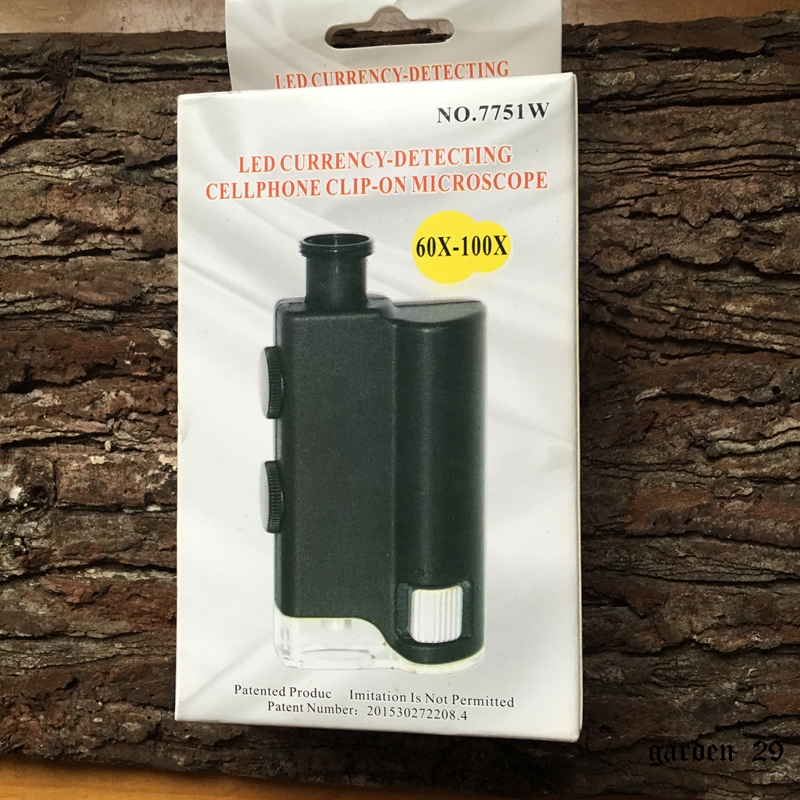 LED CURRENCY-DETECTING
NO.7751W
LED CURRENCY-DETECTING
CELLPHONE CLIP-ON MICROSCOPE
60X-100X
Patented Produc Imitation Is Not Permitted
Patent Number: 201530272208.4
garden 29